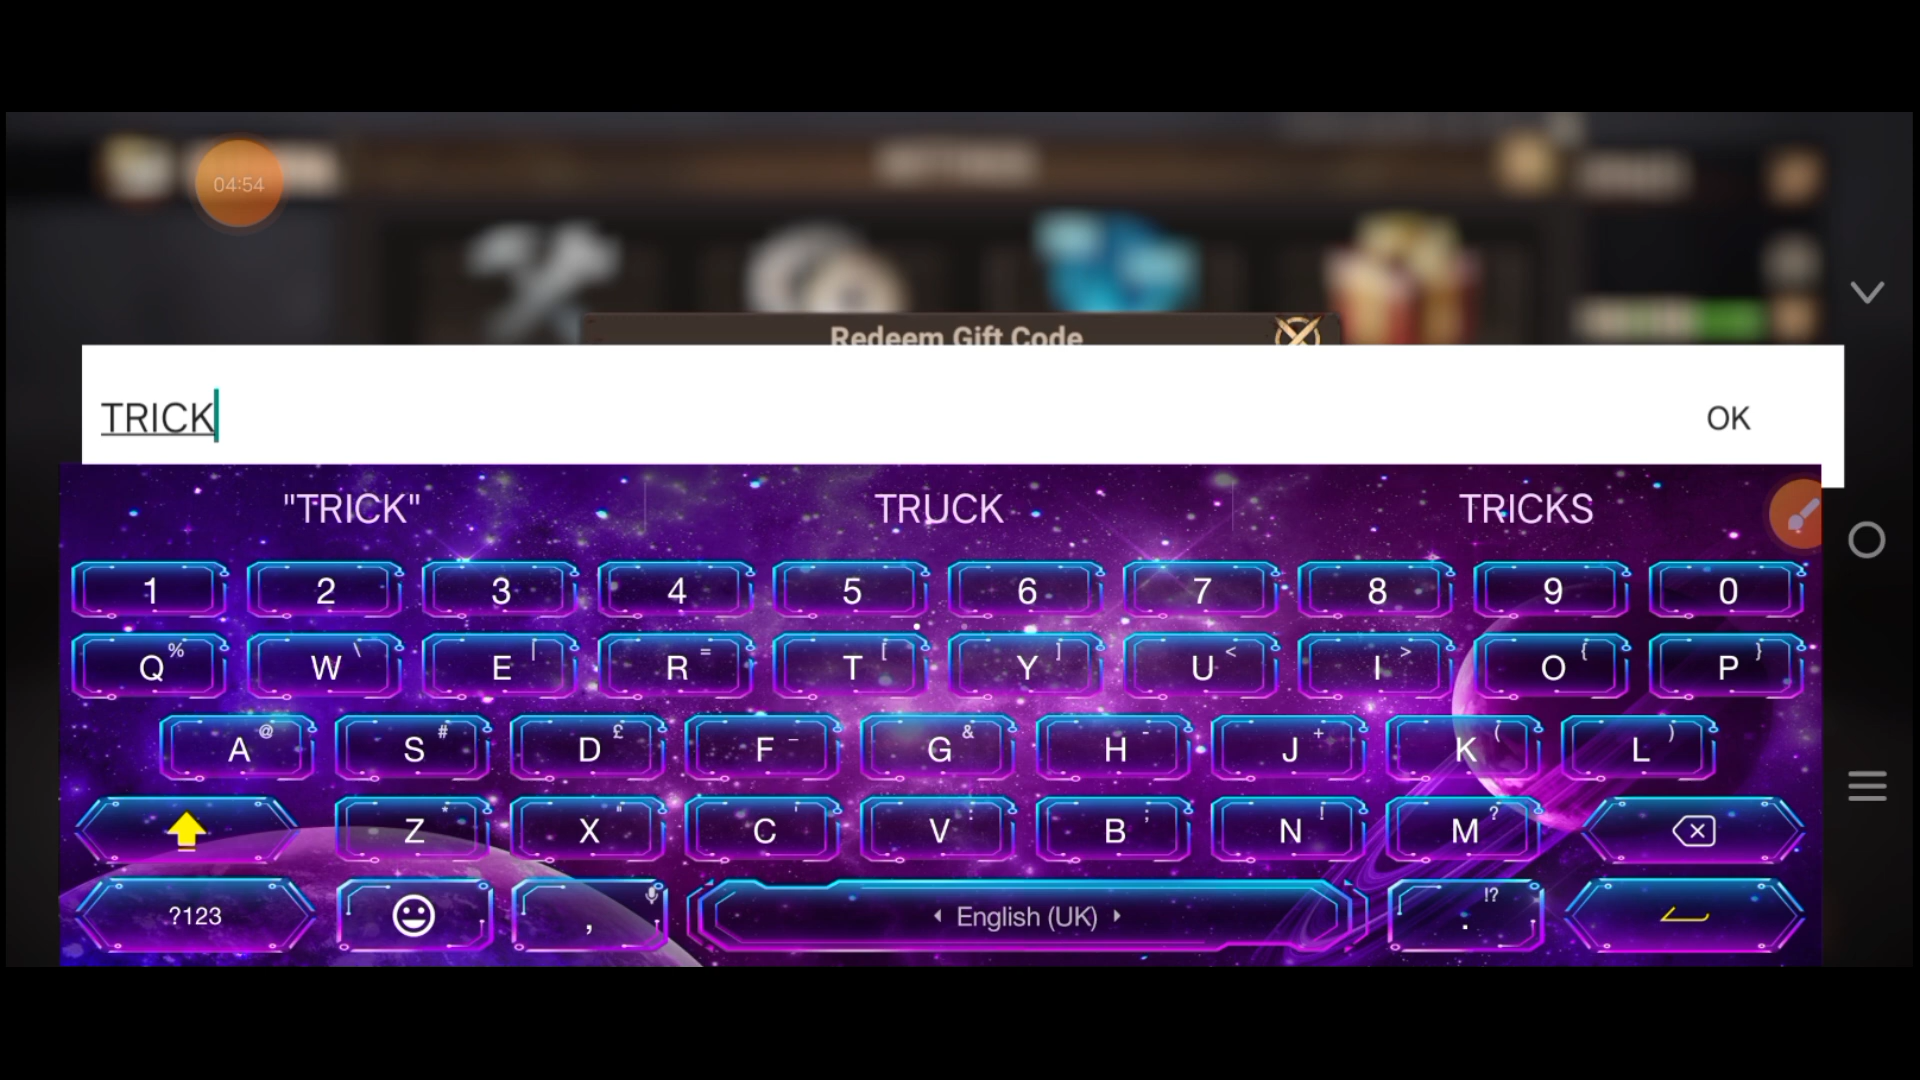 04:54
Redeem Gift Code
TRICK
OK
"TRICK" TRUCK TRICKS
1 2 3 4 5 6 7 8 9 0
Q % W \ E | R = T [ Y ] U < I > O { P }
A @ S # D £ F _ G & H - J + K ( L )
Z * X " C ' V : B ; N ! M ?
?123 , English (UK) . !?